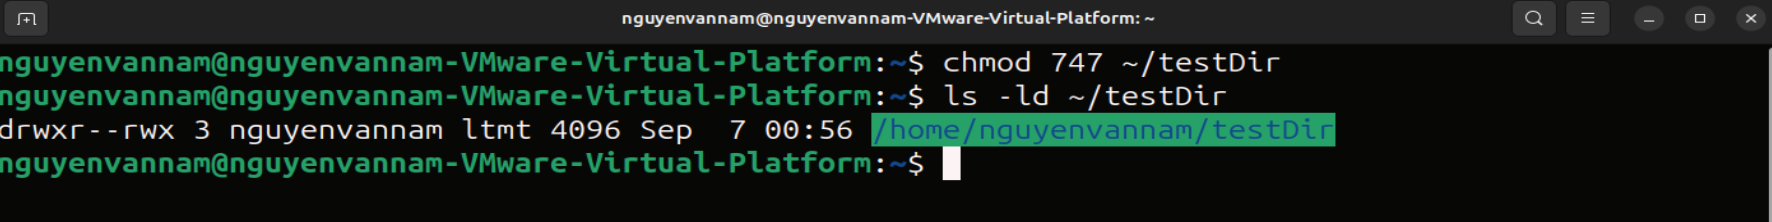 nguyenvannam@nguyenvannam-VMware-Virtual-Platform: ~
nguyenvannam@nguyenvannam-VMware-Virtual-Platform:~$ chmod 747 ~/testDir
nguyenvannam@nguyenvannam-VMware-Virtual-Platform:~$ ls -ld ~/testDir
drwxr--rwx 3 nguyenvannam ltmt 4096 Sep  7 00:56 /home/nguyenvannam/testDir
nguyenvannam@nguyenvannam-VMware-Virtual-Platform:~$